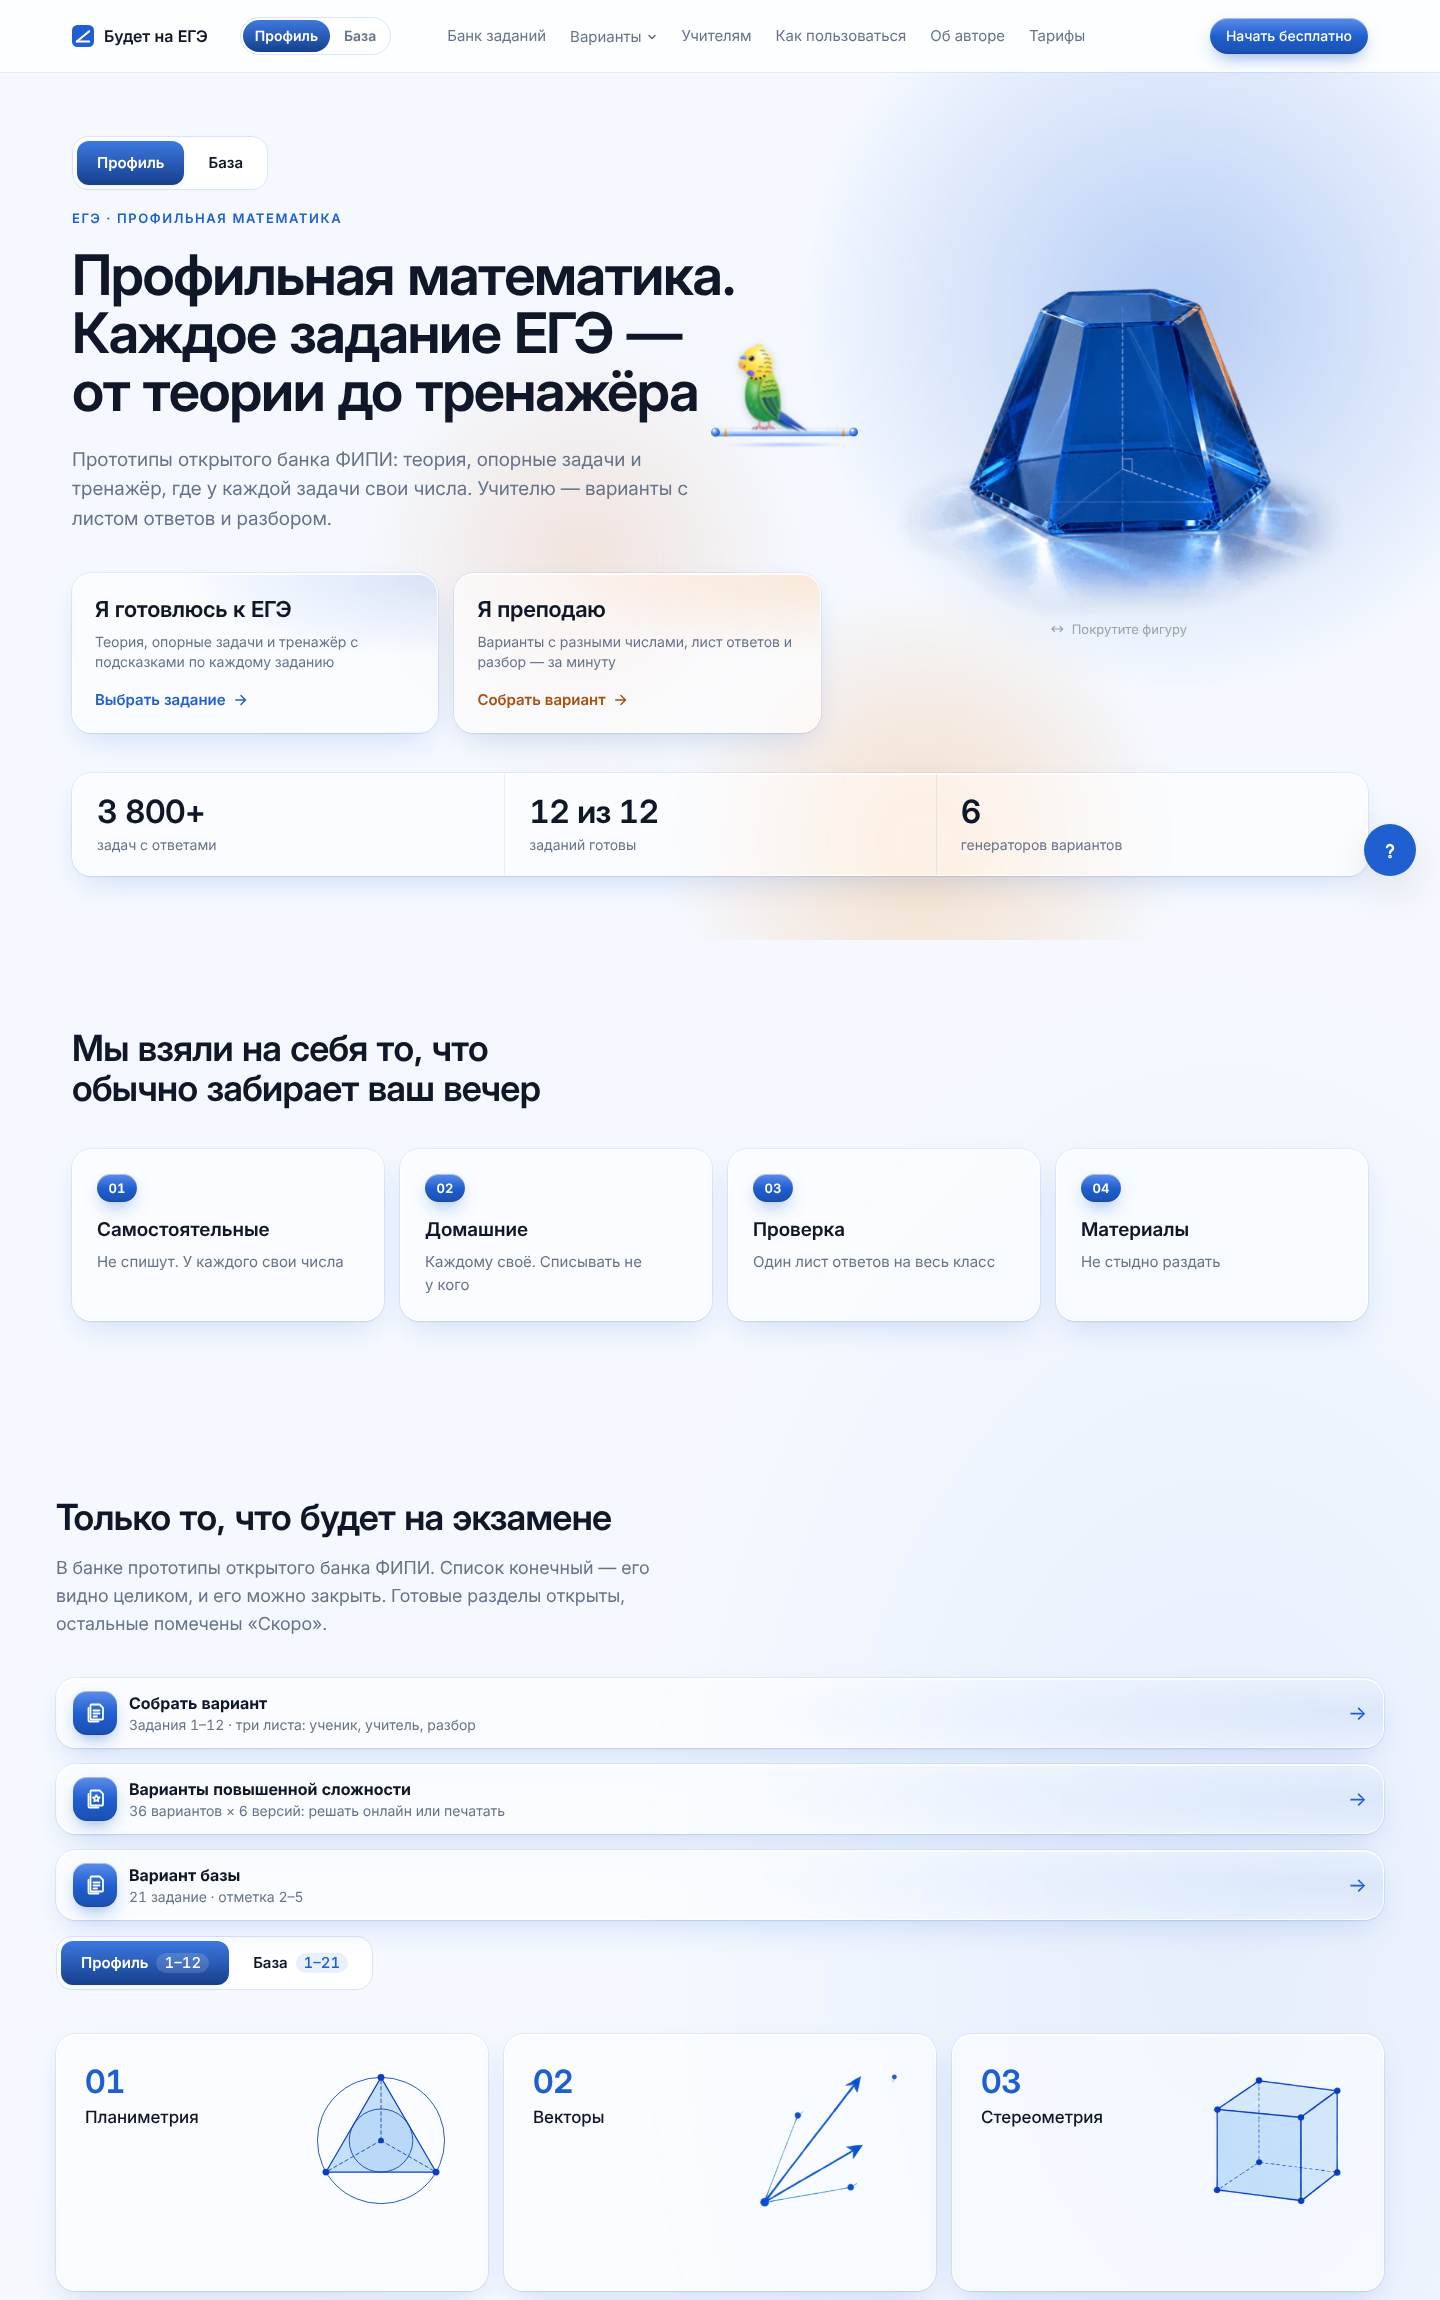 Будет на ЕГЭ
Профиль База
Банк заданий Варианты Учителям Как пользоваться Об авторе Тарифы
Начать бесплатно
Профиль База
ЕГЭ · ПРОФИЛЬНАЯ МАТЕМАТИКА
Профильная математика.
Каждое задание ЕГЭ —
от теории до тренажёра
Прототипы открытого банка ФИПИ: теория, опорные задачи и
тренажёр, где у каждой задачи свои числа. Учителю — варианты с
листом ответов и разбором.
Я готовлюсь к ЕГЭ
Теория, опорные задачи и тренажёр с
подсказками по каждому заданию
Выбрать задание →
Я преподаю
Варианты с разными числами, лист ответов и
разбор — за минуту
Собрать вариант →
↔ Покрутите фигуру
3 800+
задач с ответами
12 из 12
заданий готовы
6
генераторов вариантов
?
Мы взяли на себя то, что
обычно забирает ваш вечер
01
Самостоятельные
Не спишут. У каждого свои числа
02
Домашние
Каждому своё. Списывать не
у кого
03
Проверка
Один лист ответов на весь класс
04
Материалы
Не стыдно раздать
Только то, что будет на экзамене
В банке прототипы открытого банка ФИПИ. Список конечный — его
видно целиком, и его можно закрыть. Готовые разделы открыты,
остальные помечены «Скоро».
Собрать вариант
Задания 1–12 · три листа: ученик, учитель, разбор
→
Варианты повышенной сложности
36 вариантов × 6 версий: решать онлайн или печатать
→
Вариант базы
21 задание · отметка 2–5
→
Профиль 1–12 База 1–21
01
Планиметрия
02
Векторы
03
Стереометрия